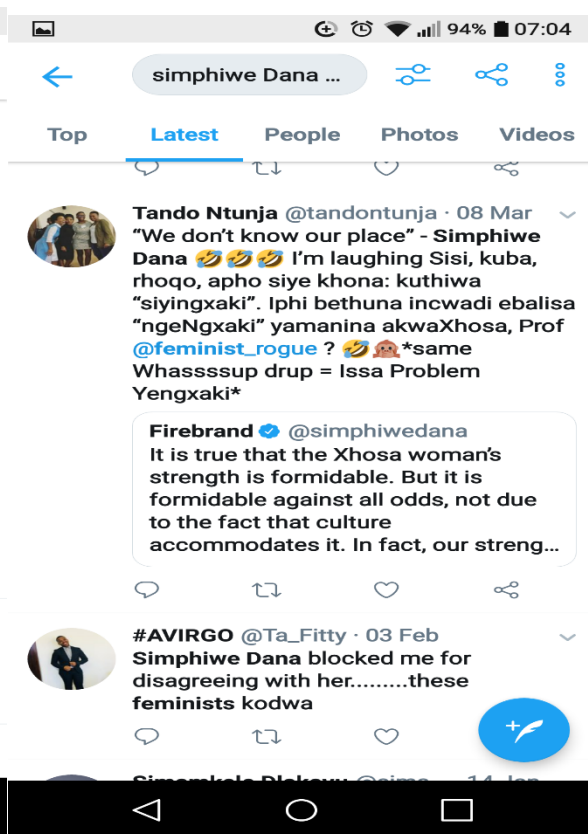 94% 07:04
simphiwe Dana ...
Top Latest People Photos Videos
Tando Ntunja @tandontunja · 08 Mar
“We don’t know our place” - Simphiwe
Dana 🤣🤣🤣 I’m laughing Sisi, kuba,
rhoqo, apho siye khona: kuthiwa
“siyingxaki”. Iphi bethuna incwadi ebalisa
“ngeNgxaki” yamanina akwaXhosa, Prof
@feminist_rogue ? 🤣🙊*same
Whasssssup drup = Issa Problem
Yengxaki*
Firebrand @simphiwedana
It is true that the Xhosa woman’s
strength is formidable. But it is
formidable against all odds, not due
to the fact that culture
accommodates it. In fact, our streng...
#AVIRGO @Ta_Fitty · 03 Feb
Simphiwe Dana blocked me for
disagreeing with her.........these
feminists kodwa